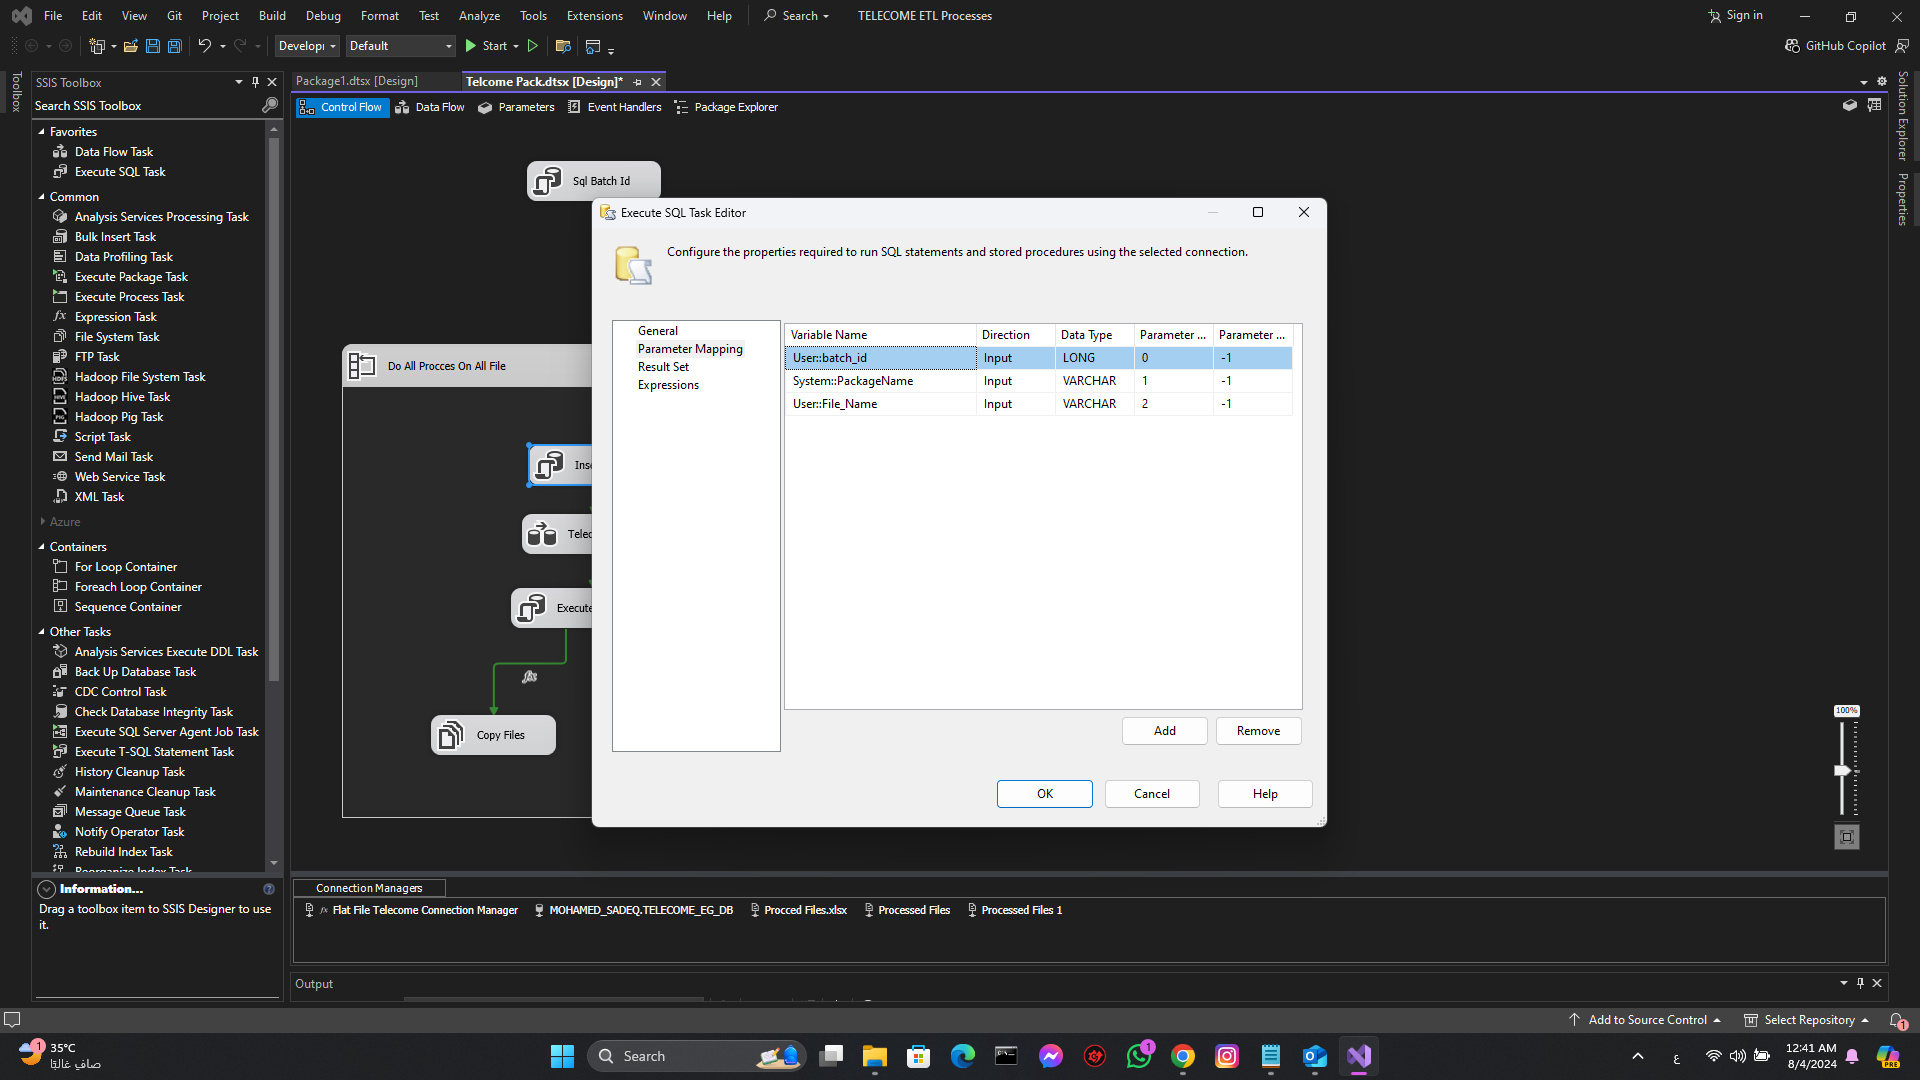 File Edit View Git Project Build Debug Format Test Analyze Tools Extensions Window Help Search TELECOME ETL Processes Sign in
Default Start GitHub Copilot
Toolbox
SSIS Toolbox
Search SSIS Toolbox
Favorites
Data Flow Task
Execute SQL Task
Common
Analysis Services Processing Task
Bulk Insert Task
Data Profiling Task
Execute Package Task
Execute Process Task
Expression Task
File System Task
FTP Task
Hadoop File System Task
Hadoop Hive Task
Hadoop Pig Task
Script Task
Send Mail Task
Web Service Task
XML Task
Azure
Containers
For Loop Container
Foreach Loop Container
Sequence Container
Other Tasks
Analysis Services Execute DDL Task
Back Up Database Task
CDC Control Task
Check Database Integrity Task
Execute SQL Server Agent Job Task
Execute T-SQL Statement Task
History Cleanup Task
Maintenance Cleanup Task
Message Queue Task
Notify Operator Task
Rebuild Index Task
Information...
Drag a toolbox item to SSIS Designer to use
it.
Package1.dtsx [Design] Telcome Pack.dtsx [Design]*
Control Flow Data Flow Parameters Event Handlers Package Explorer
Sql Batch Id
Do All Procces On All File
Execute
Copy Files
fx
Execute SQL Task Editor
Configure the properties required to run SQL statements and stored procedures using the selected connection.
General
Parameter Mapping
Result Set
Expressions
Variable Name Direction Data Type Parameter ... Parameter ...
User::batch_id Input LONG 0 -1
System::PackageName Input VARCHAR 1 -1
User::File_Name Input VARCHAR 2 -1
Add Remove
OK Cancel Help
100%
Solution Explorer
Properties
Connection Managers
Flat File Telecome Connection Manager MOHAMED_SADEQ.TELECOME_EG_DB Procced Files.xlsx Processed Files Processed Files 1
Output
Add to Source Control Select Repository 1
1 35°C
صافٍ غالبًا
Search
1
ع
12:41 AM
8/4/2024
PRE